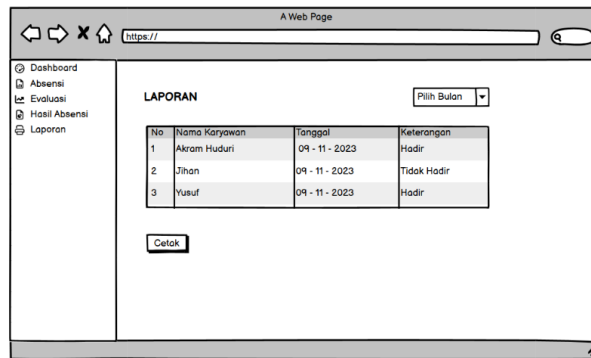 A Web Page
https://
Dashboard
Absensi
Evaluasi
Hasil Absensi
Laporan
LAPORAN
Pilih Bulan
No Nama Karyawan Tanggal Keterangan
1 Akram Huduri 09 - 11 - 2023 Hadir
2 Jihan 09 - 11 - 2023 Tidak Hadir
3 Yusuf 09 - 11 - 2023 Hadir
Cetak